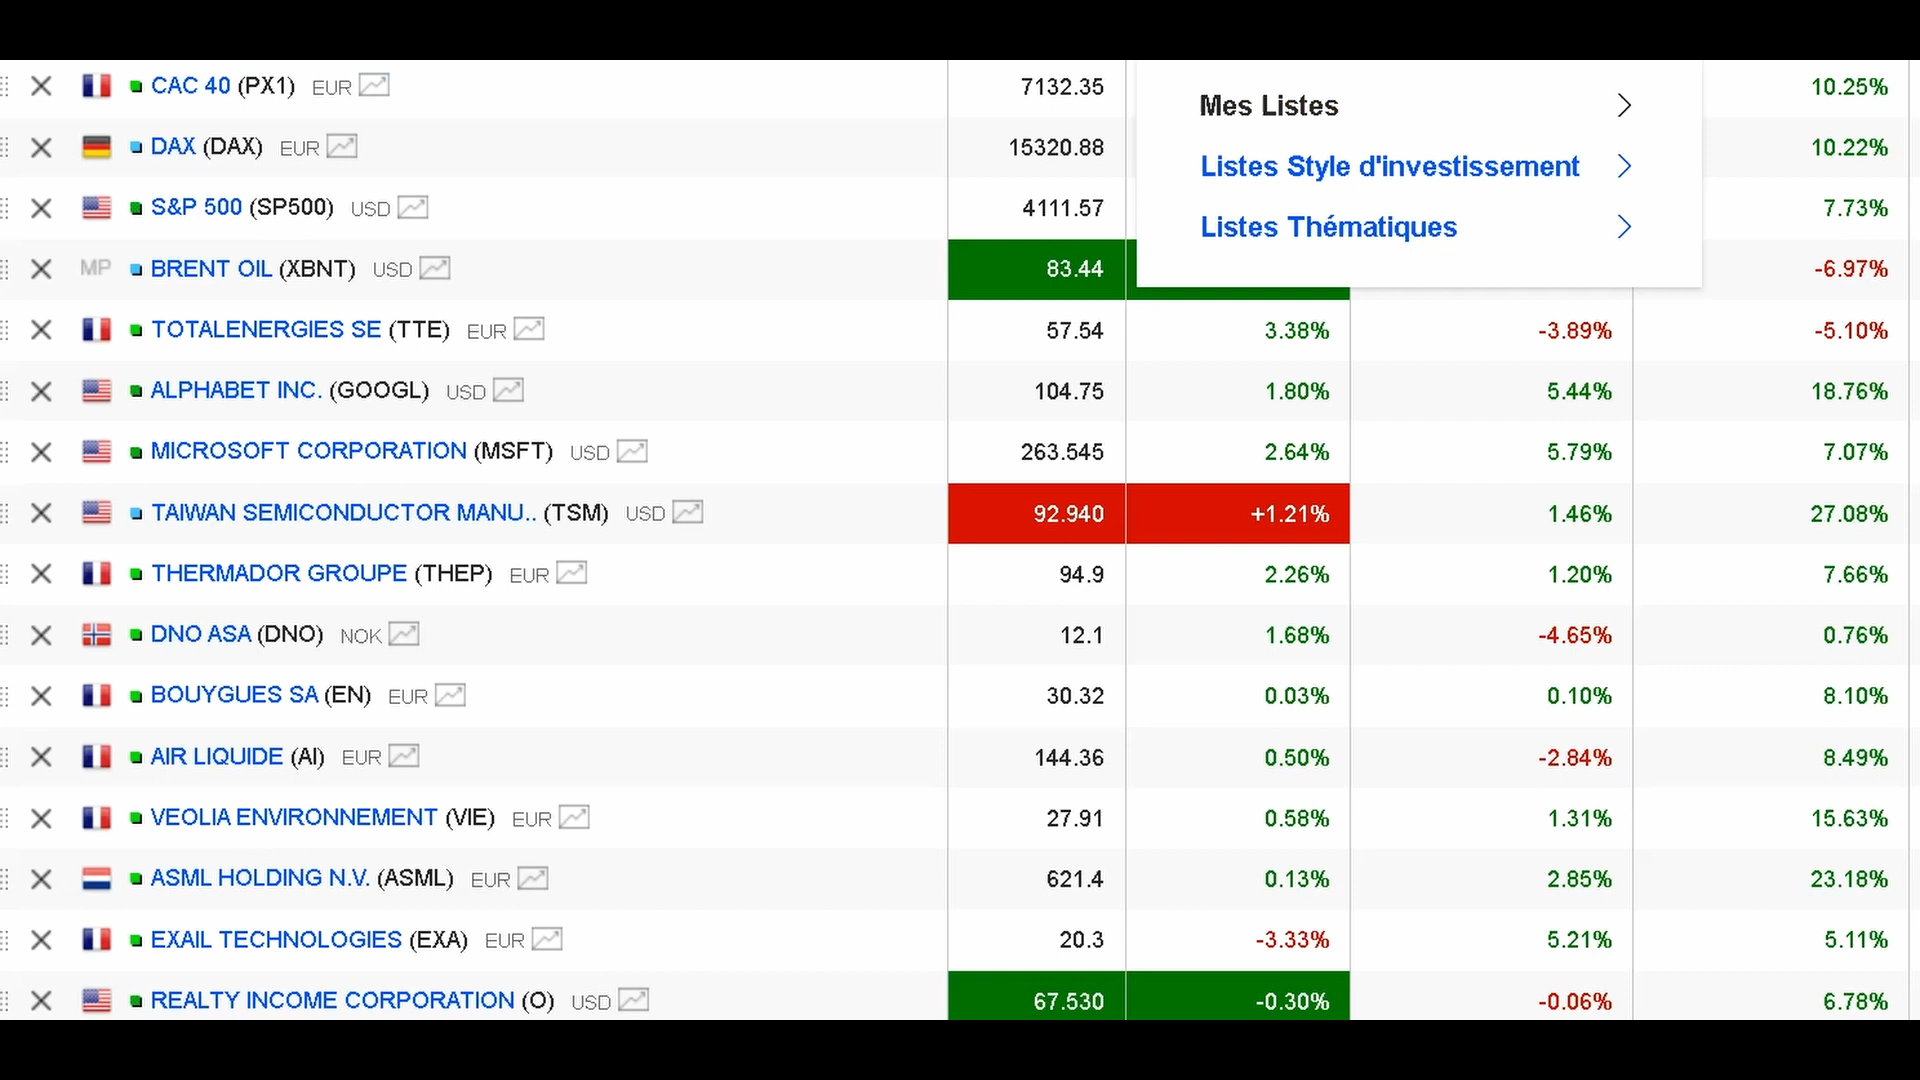 CAC 40 (PX1) EUR 7132.35 10.25%
Mes Listes
DAX (DAX) EUR 15320.88 10.22%
Listes Style d'investissement
S&P 500 (SP500) USD 4111.57 7.73%
Listes Thématiques
MP BRENT OIL (XBNT) USD 83.44 -6.97%
TOTALENERGIES SE (TTE) EUR 57.54 3.38% -3.89% -5.10%
ALPHABET INC. (GOOGL) USD 104.75 1.80% 5.44% 18.76%
MICROSOFT CORPORATION (MSFT) USD 263.545 2.64% 5.79% 7.07%
TAIWAN SEMICONDUCTOR MANU.. (TSM) USD 92.940 +1.21% 1.46% 27.08%
THERMADOR GROUPE (THEP) EUR 94.9 2.26% 1.20% 7.66%
DNO ASA (DNO) NOK 12.1 1.68% -4.65% 0.76%
BOUYGUES SA (EN) EUR 30.32 0.03% 0.10% 8.10%
AIR LIQUIDE (AI) EUR 144.36 0.50% -2.84% 8.49%
VEOLIA ENVIRONNEMENT (VIE) EUR 27.91 0.58% 1.31% 15.63%
ASML HOLDING N.V. (ASML) EUR 621.4 0.13% 2.85% 23.18%
EXAIL TECHNOLOGIES (EXA) EUR 20.3 -3.33% 5.21% 5.11%
REALTY INCOME CORPORATION (O) USD 67.530 -0.30% -0.06% 6.78%